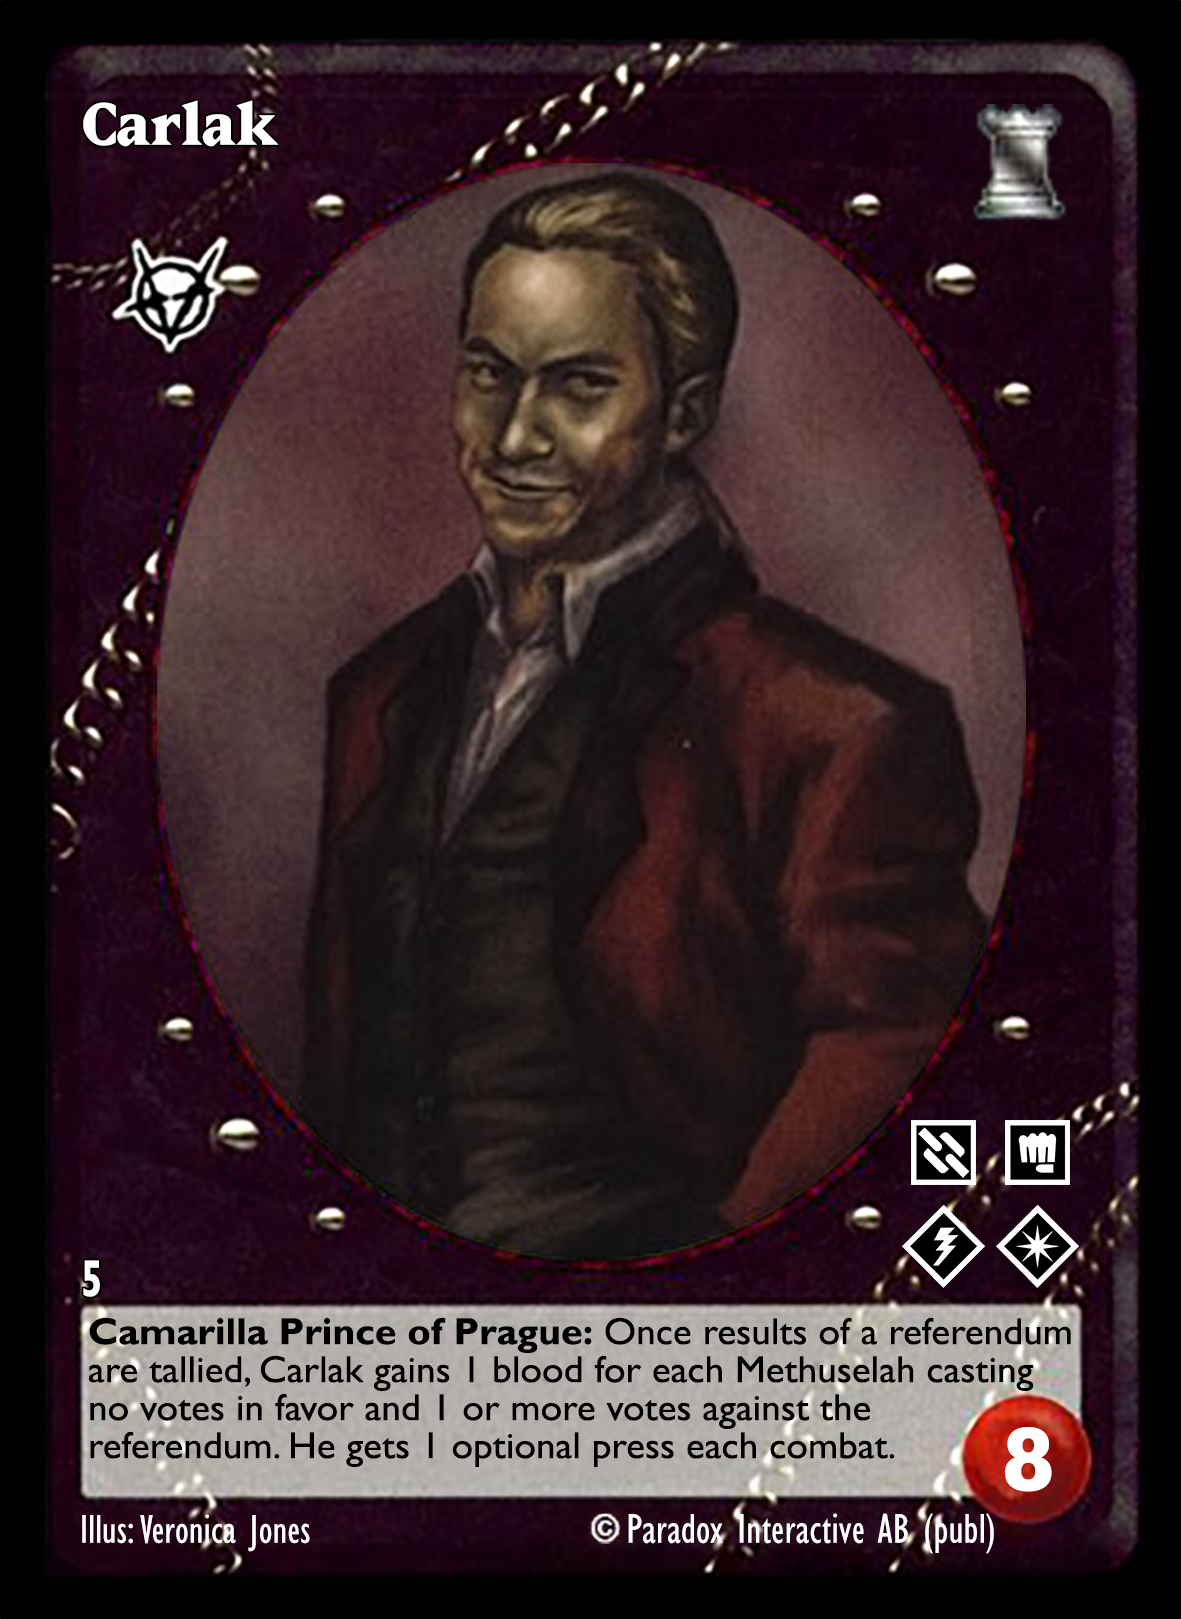 Carlak
5
Camarilla Prince of Prague: Once results of a referendum
are tallied, Carlak gains 1 blood for each Methuselah casting
no votes in favor and 1 or more votes against the
referendum. He gets 1 optional press each combat.
8
Illus: Veronica Jones
© Paradox Interactive AB (publ)